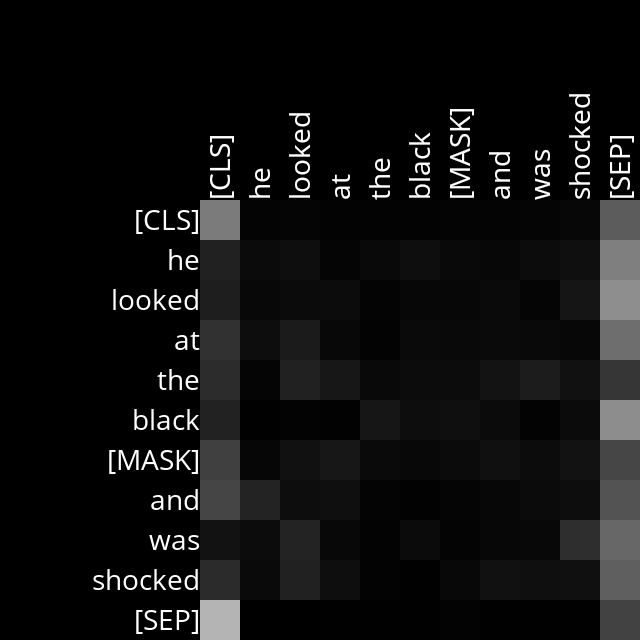 [CLS] he looked at the black [MASK] and was shocked [SEP]
[CLS]
he
looked
at
the
black
[MASK]
and
was
shocked
[SEP]